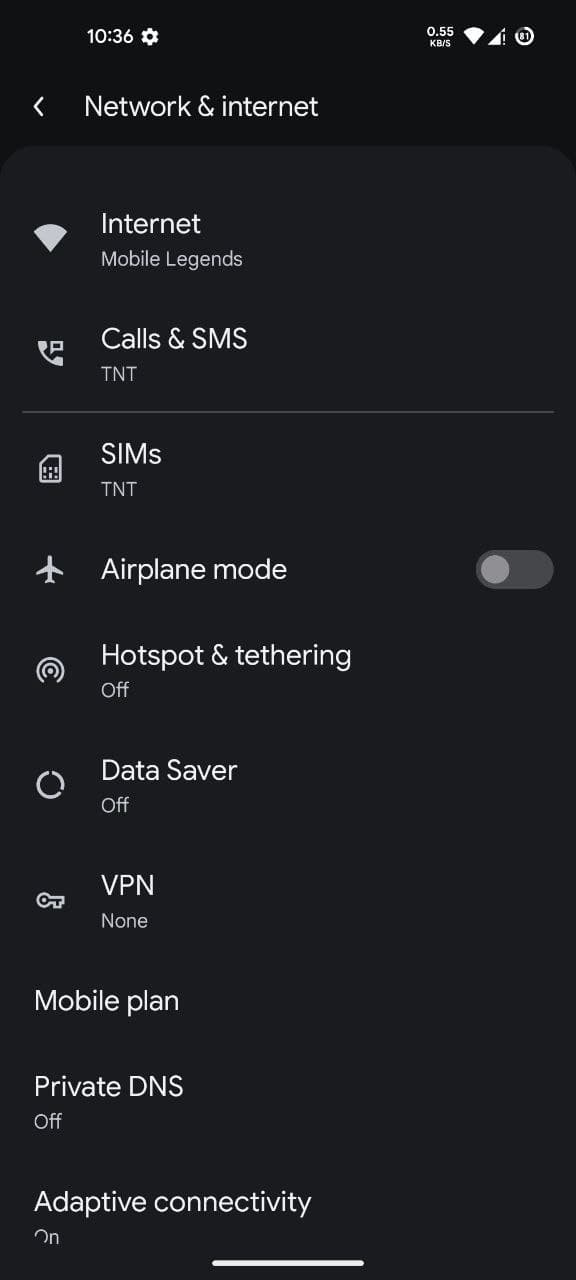 10:36
0.55
KB/S
81
Network & internet
Internet
Mobile Legends
Calls & SMS
TNT
SIMs
TNT
Airplane mode
Hotspot & tethering
Off
Data Saver
Off
VPN
None
Mobile plan
Private DNS
Off
Adaptive connectivity
On